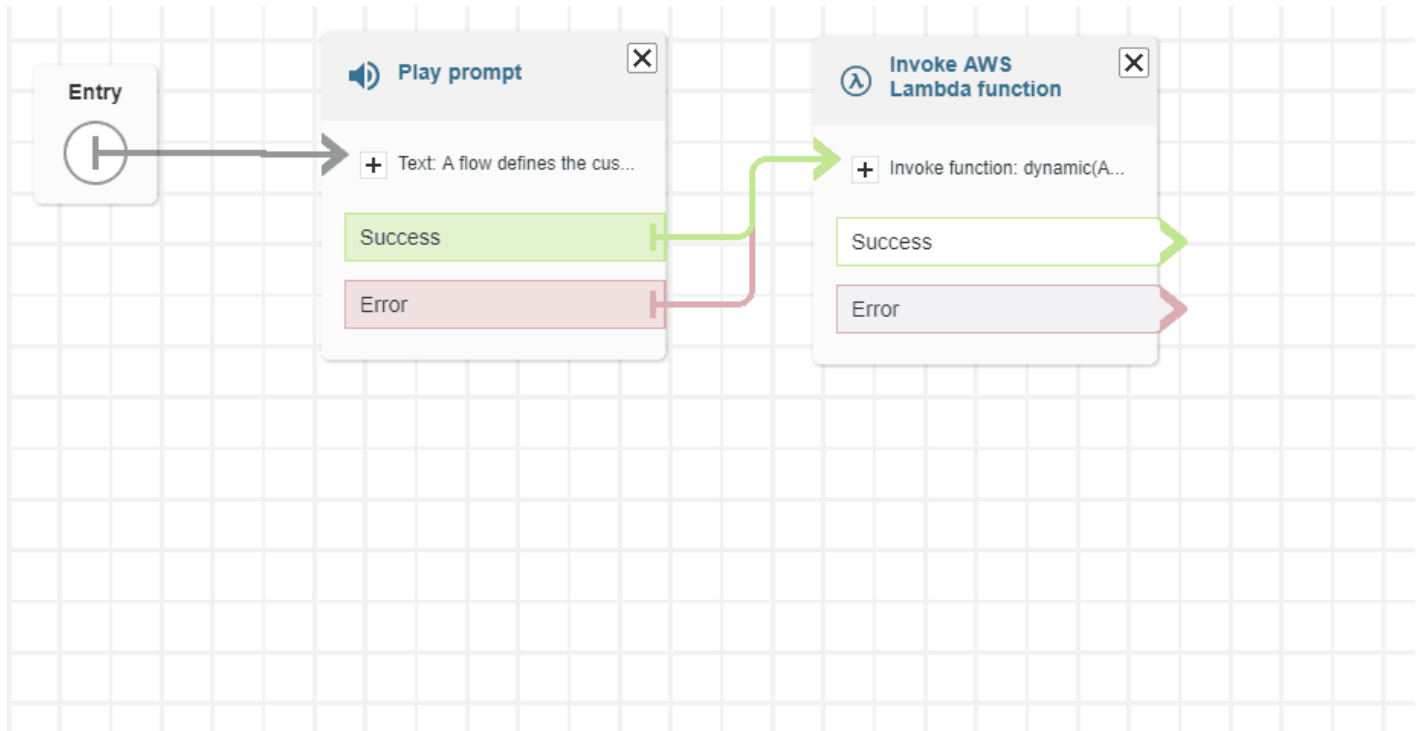 Entry
Play prompt
Text: A flow defines the cus...
Success
Error
Invoke AWS
Lambda function
Invoke function: dynamic(A...
Success
Error